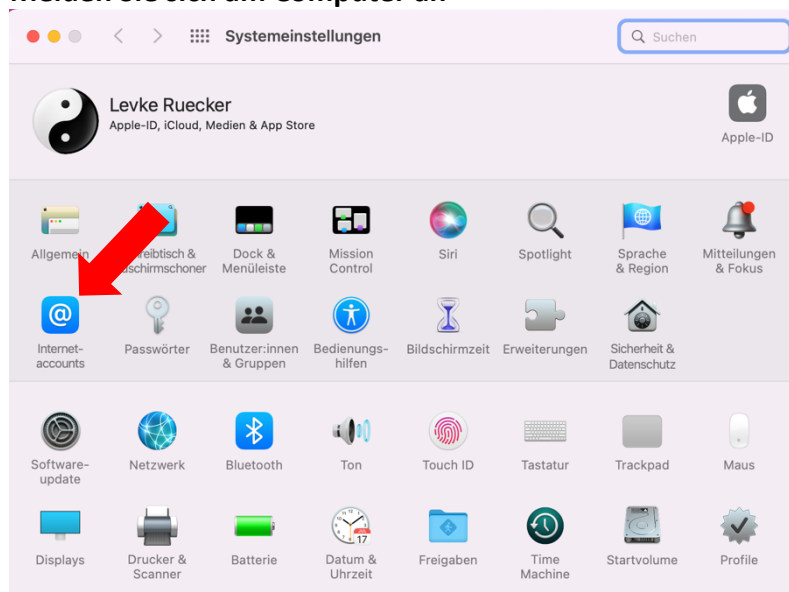 Systemeinstellungen
Suchen
Levke Ruecker
Apple-ID, iCloud, Medien & App Store
Apple-ID
Allgemein
Dock &
Menüleiste
Mission
Control
Siri
Spotlight
Sprache
& Region
Mitteilungen
& Fokus
Internet-
accounts
Passwörter
Benutzer:innen
& Gruppen
Bedienungs-
hilfen
Bildschirmzeit
Erweiterungen
Sicherheit &
Datenschutz
Software-
update
Netzwerk
Bluetooth
Ton
Touch ID
Tastatur
Trackpad
Maus
Displays
Drucker &
Scanner
Batterie
JUL
17
Datum &
Uhrzeit
Freigaben
Time
Machine
Startvolume
Profile